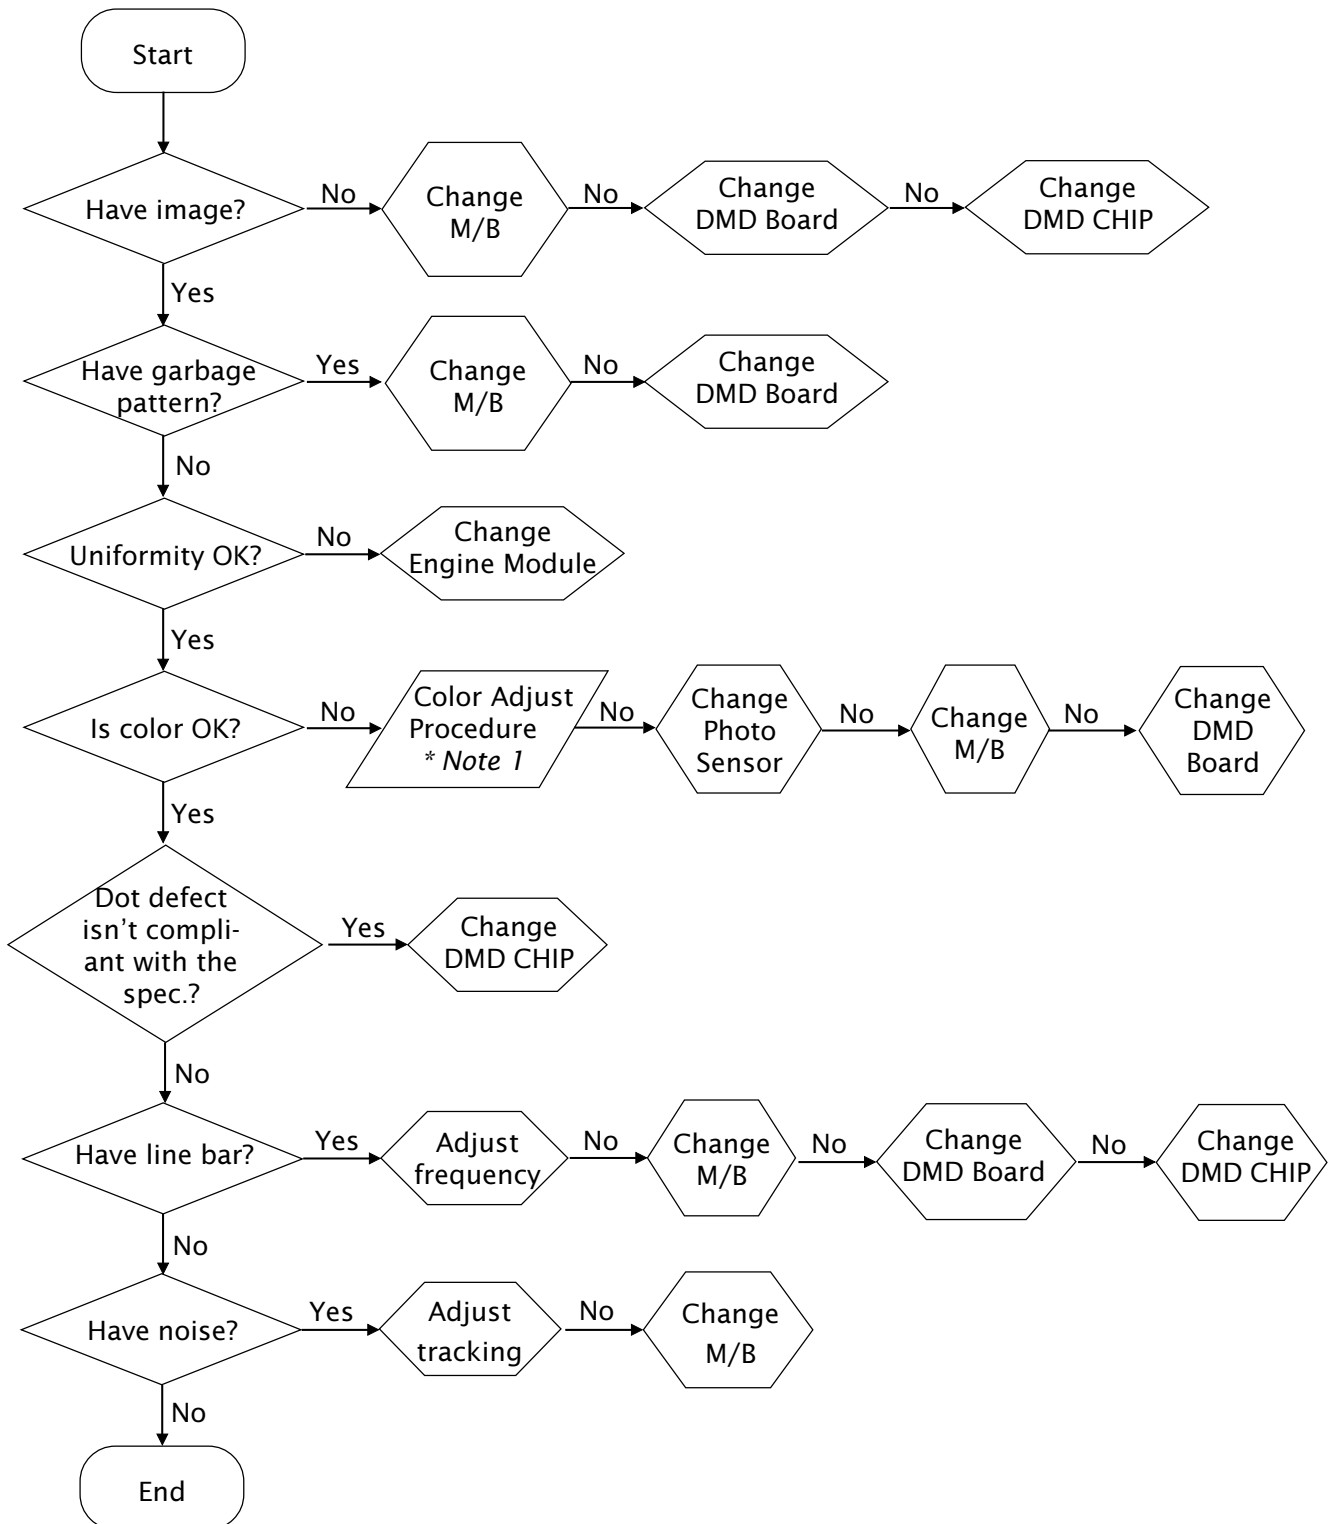 Start
Have image?
No
Change
M/B
No
Change
DMD Board
No
Change
DMD CHIP
Yes
Have garbage
pattern?
Yes
Change
M/B
No
Change
DMD Board
No
Uniformity OK?
No
Change
Engine Module
Yes
Is color OK?
No
Color Adjust
Procedure
* Note 1
No
Change
Photo
Sensor
No
Change
M/B
No
Change
DMD
Board
Yes
Dot defect
isn't compli-
ant with the
spec.?
Yes
Change
DMD CHIP
No
Have line bar?
Yes
Adjust
frequency
No
Change
M/B
No
Change
DMD Board
No
Change
DMD CHIP
No
Have noise?
Yes
Adjust
tracking
No
Change
M/B
No
End